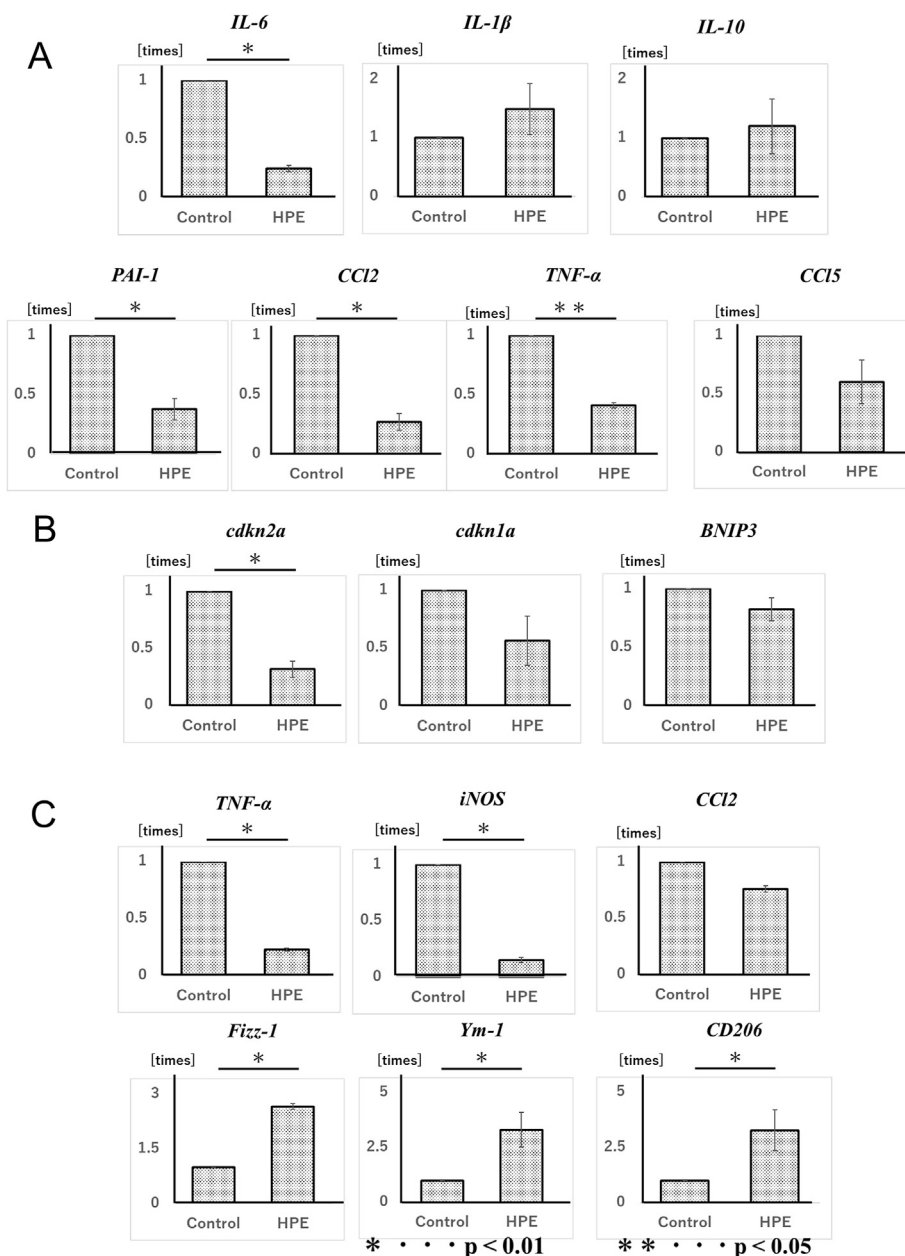 IL-6 IL-1β IL-10
A
[times] * [times] [times]
1 2 2
0.5 1 1
0 0 0
Control HPE Control HPE Control HPE
PAI-1 CCl2 TNF-α CCl5
[times] * [times] * [times] ** [times]
1 1 1 1
0.5 0.5 0.5 0.5
0 0 0 0
Control HPE Control HPE Control HPE Control HPE
B
cdkn2a cdkn1a BNIP3
[times] * [times] [times]
1 1 1
0.5 0.5 0.5
0 0 0
Control HPE Control HPE Control HPE
C
TNF-α iNOS CCl2
[times] * [times] * [times]
1 1 1
0.5 0.5 0.5
0 0 0
Control HPE Control HPE Control HPE
Fizz-1 Ym-1 CD206
[times] * [times] * [times] *
3 5 5
1.5 2.5 2.5
0 0 0
Control HPE Control HPE Control HPE
* · · · p < 0.01 ** · · · p < 0.05